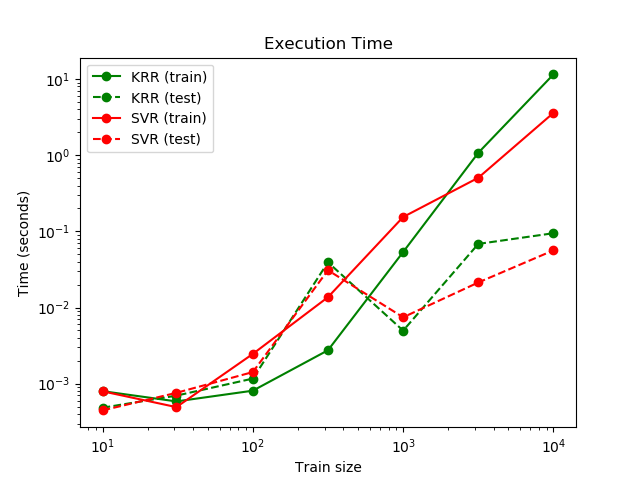 Execution Time
KRR (train)
KRR (test)
SVR (train)
SVR (test)
10¹
10⁰
10⁻¹
10⁻²
10⁻³
Time (seconds)
10¹ 10² 10³ 10⁴
Train size